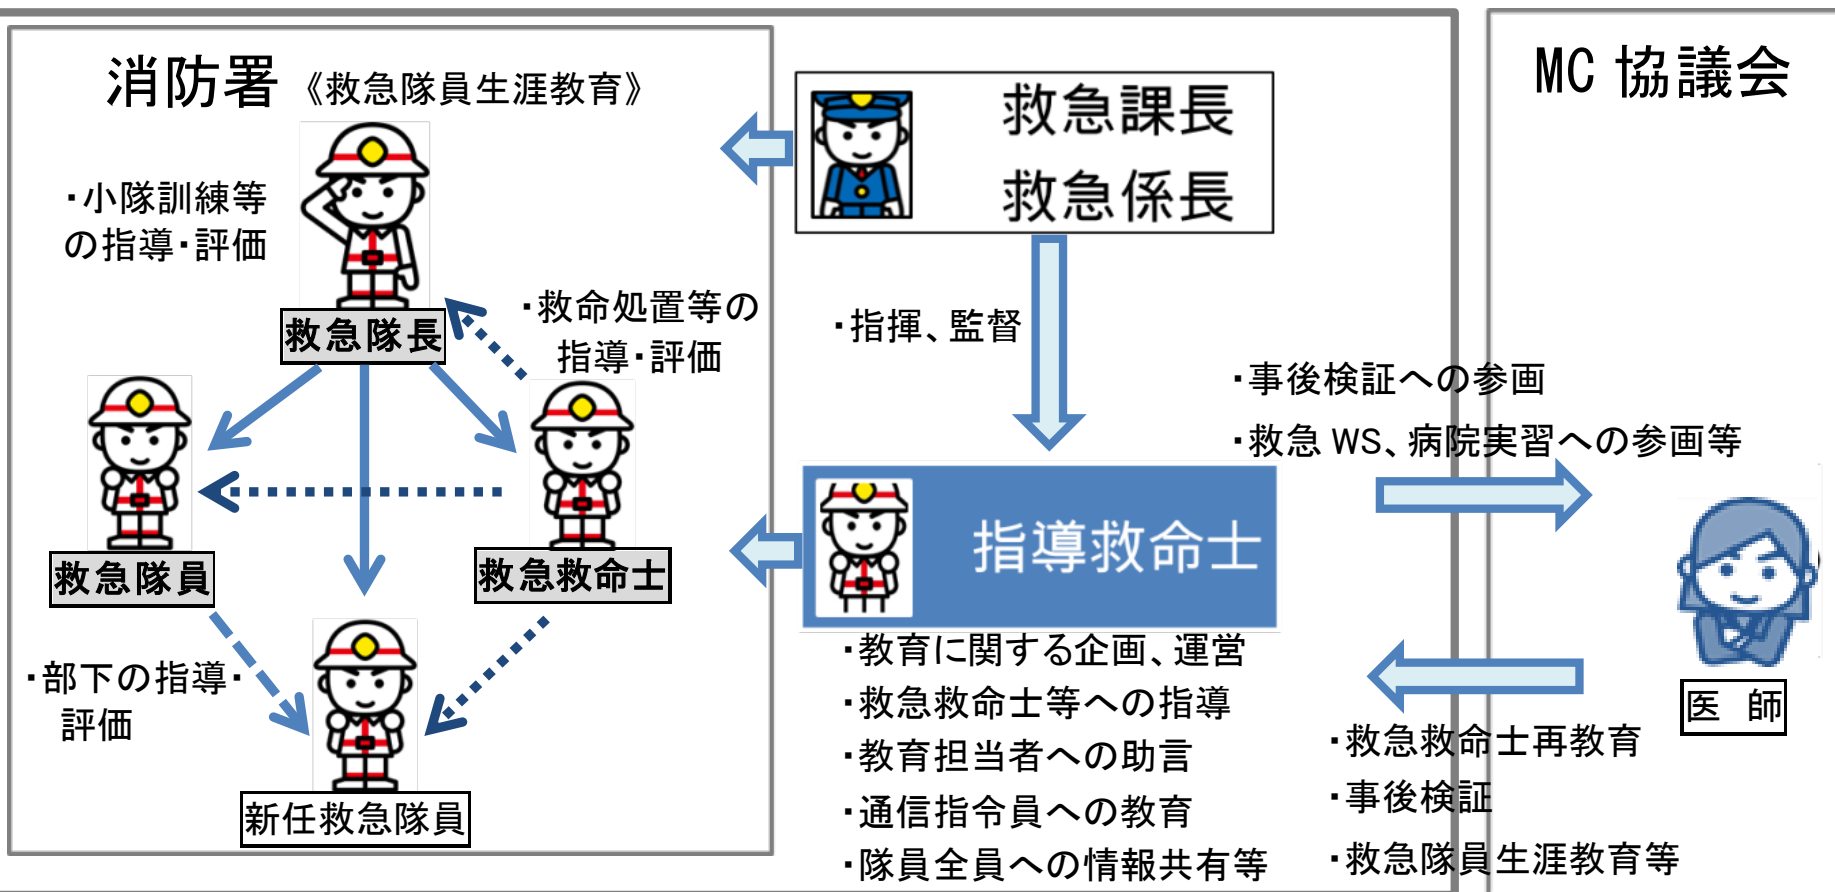 消防署 《救急隊員生涯教育》
・小隊訓練等
の指導・評価
救急隊長
・救命処置等の
指導・評価
救急隊員
救急救命士
・部下の指導・
評価
新任救急隊員
救急課長
救急係長
・指揮、監督
指導救命士
・教育に関する企画、運営
・救急救命士等への指導
・教育担当者への助言
・通信指令員への教育
・隊員全員への情報共有等
・事後検証への参画
・救急 WS、病院実習への参画等
MC 協議会
医 師
・救急救命士再教育
・事後検証
・救急隊員生涯教育等